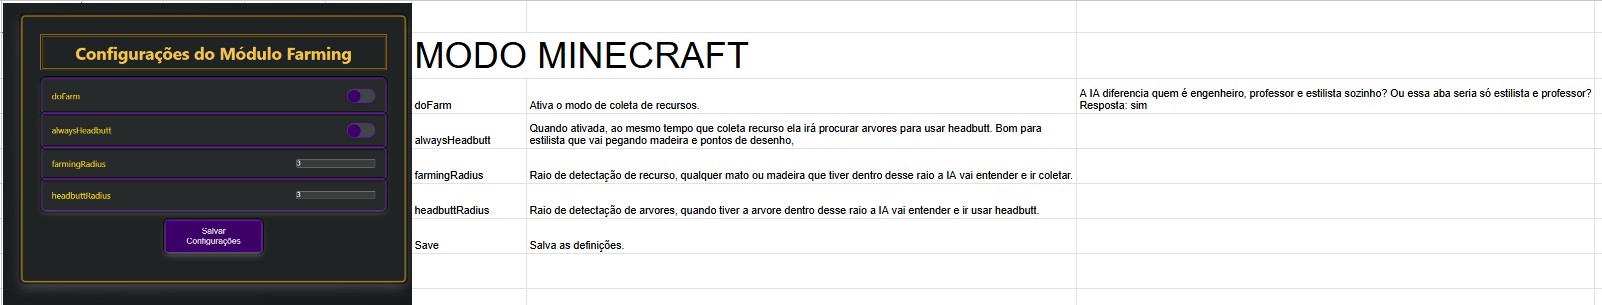 Configurações do Módulo Farming
doFarm
alwaysHeadbutt
farmingRadius
3
headbuttRadius
3
Salvar
Configurações
MODO MINECRAFT
doFarm
Ativa o modo de coleta de recursos.
A IA diferencia quem é engenheiro, professor e estilista sozinho? Ou essa aba seria só estilista e professor?
Resposta: sim
alwaysHeadbutt
Quando ativada, ao mesmo tempo que coleta recurso ela irá procurar arvores para usar headbutt. Bom para
estilista que vai pegando madeira e pontos de desenho,
farmingRadius
Raio de detectação de recurso, qualquer mato ou madeira que tiver dentro desse raio a IA vai entender e ir coletar.
headbuttRadius
Raio de detectação de arvores, quando tiver a arvore dentro desse raio a IA vai entender e ir usar headbutt.
Save
Salva as definições.